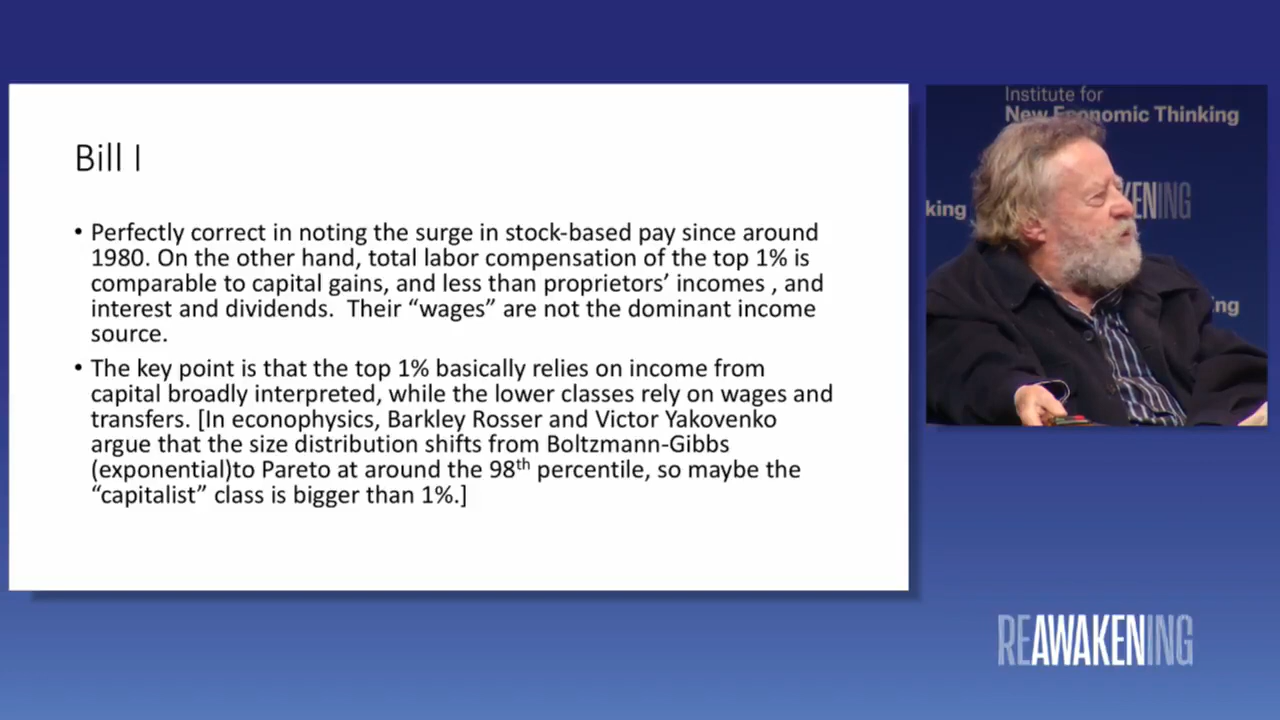 Bill I
• Perfectly correct in noting the surge in stock-based pay since around
1980. On the other hand, total labor compensation of the top 1% is
comparable to capital gains, and less than proprietors’ incomes , and
interest and dividends.  Their “wages” are not the dominant income
source.
• The key point is that the top 1% basically relies on income from
capital broadly interpreted, while the lower classes rely on wages and
transfers. [In econophysics, Barkley Rosser and Victor Yakovenko
argue that the size distribution shifts from Boltzmann-Gibbs
(exponential)to Pareto at around the 98th percentile, so maybe the
“capitalist” class is bigger than 1%.]
Institute for
New Economic Thinking
KENING
king
ng
REAWAKENING